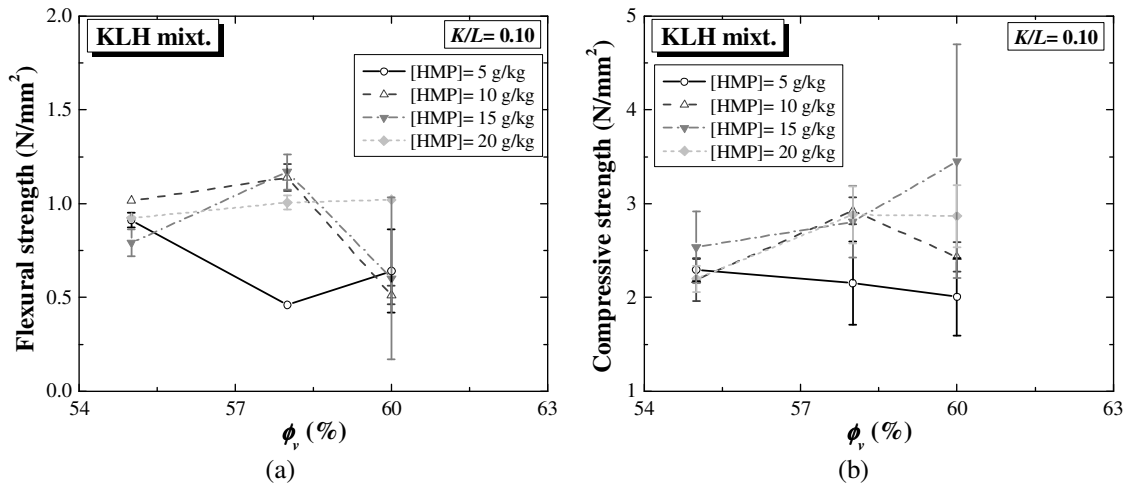 KLH mixt.
K/L= 0.10
[HMP]= 5 g/kg
[HMP]= 10 g/kg
[HMP]= 15 g/kg
[HMP]= 20 g/kg
Flexural strength (N/mm²)
2.0
1.5
1.0
0.5
0.0
54
57
60
63
ϕv (%)
(a)
KLH mixt.
K/L= 0.10
[HMP]= 5 g/kg
[HMP]= 10 g/kg
[HMP]= 15 g/kg
[HMP]= 20 g/kg
Compressive strength (N/mm²)
5
4
3
2
1
54
57
60
63
ϕv (%)
(b)